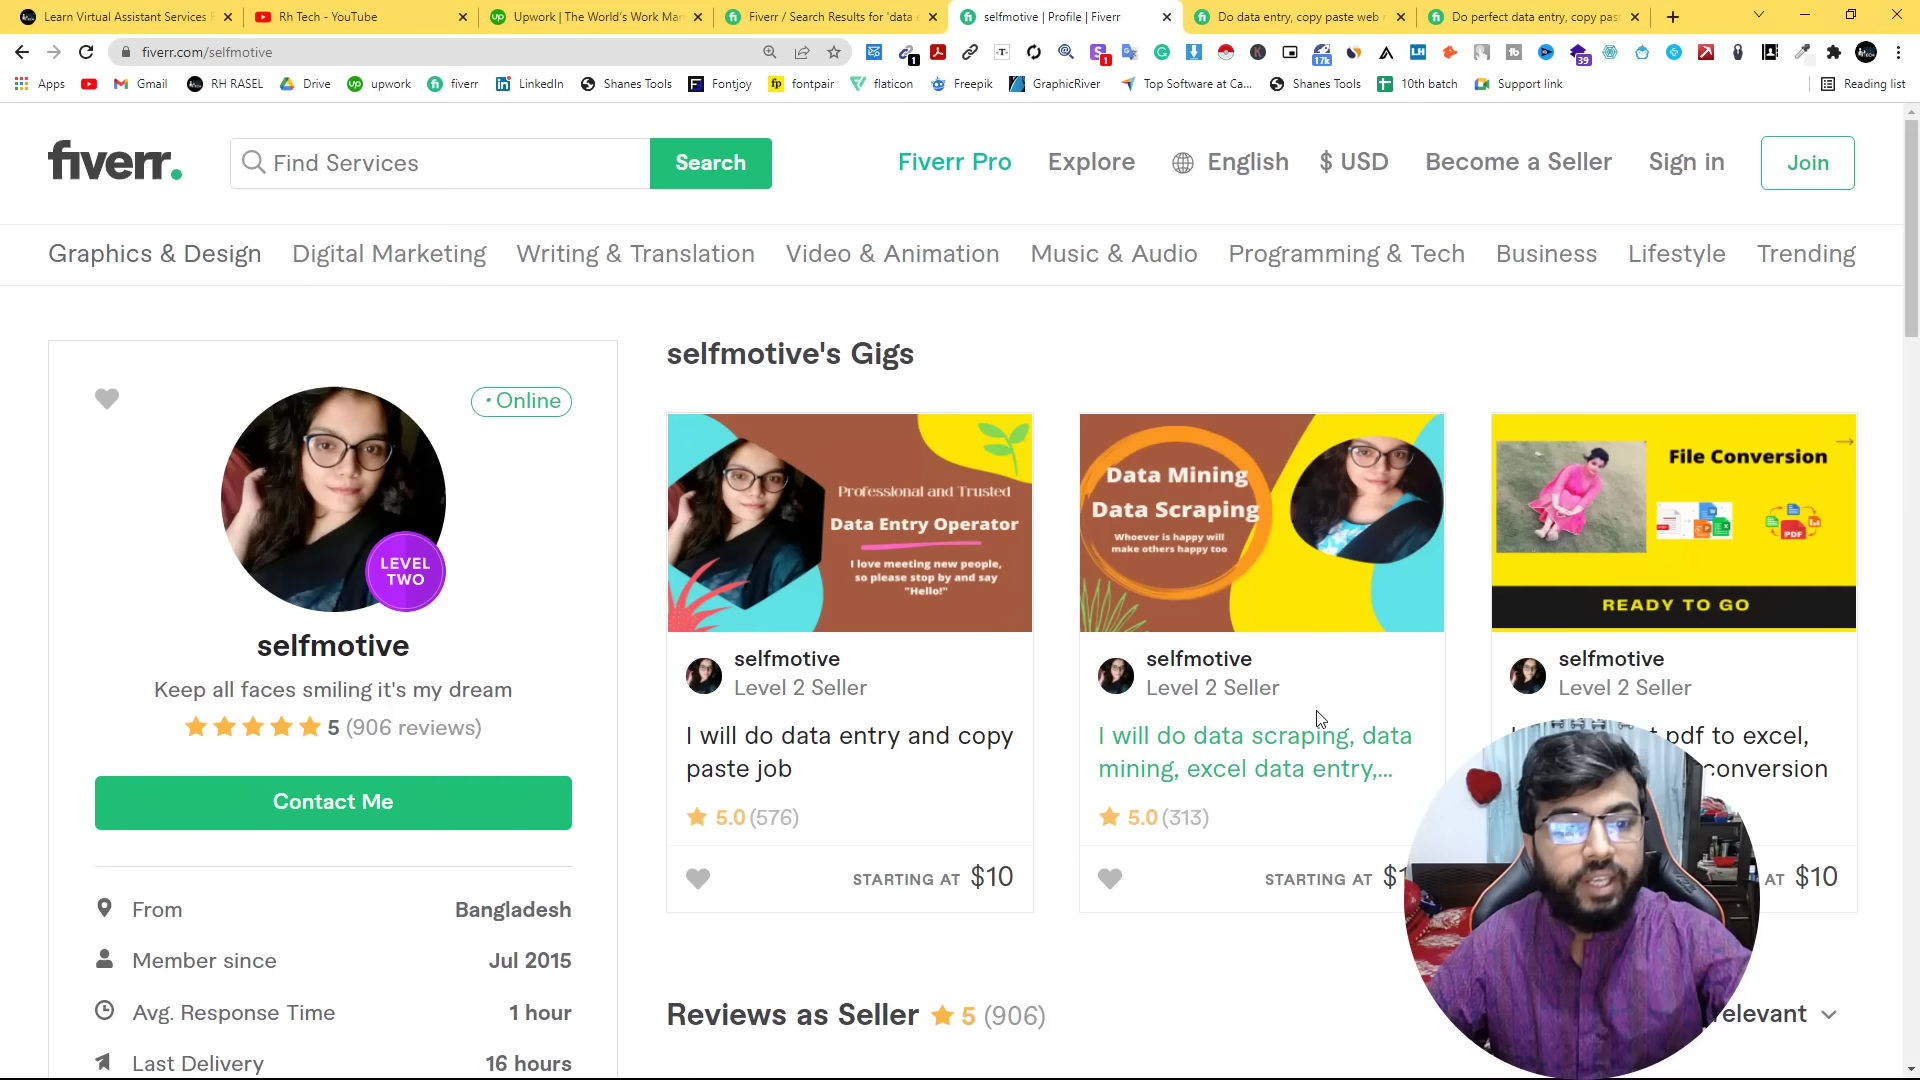 Learn Virtual Assistant Services F
Rh Tech - YouTube
Upwork | The World's Work Mar
Fiverr / Search Results for 'data e
selfmotive | Profile | Fiverr
Do data entry, copy paste web r
Do perfect data entry, copy past
fiverr.com/selfmotive
1
1
17k
39
Apps
Gmail
RH RASEL
Drive
upwork
fiverr
LinkedIn
Shanes Tools
Fontjoy
fontpair
flaticon
Freepik
GraphicRiver
Top Software at Ca...
Shanes Tools
10th batch
Support link
Reading list
fiverr.
Find Services
Search
Fiverr Pro
Explore
English
$ USD
Become a Seller
Sign in
Join
Graphics & Design
Digital Marketing
Writing & Translation
Video & Animation
Music & Audio
Programming & Tech
Business
Lifestyle
Trending
Online
LEVEL
TWO
selfmotive
Keep all faces smiling it's my dream
5 (906 reviews)
Contact Me
From Bangladesh
Member since Jul 2015
Avg. Response Time 1 hour
Last Delivery 16 hours
selfmotive's Gigs
Professional and Trusted
Data Entry Operator
I love meeting new people,
so please stop by and say
"Hello!"
selfmotive
Level 2 Seller
I will do data entry and copy
paste job
5.0 (576)
STARTING AT $10
Data Mining
Data Scraping
Whoever is happy will
make others happy too
selfmotive
Level 2 Seller
I will do data scraping, data
mining, excel data entry,...
5.0 (313)
STARTING AT
File Conversion
PDF
READY TO GO
selfmotive
Level 2 Seller
pdf to excel,
conversion
AT $10
Reviews as Seller 5 (906)